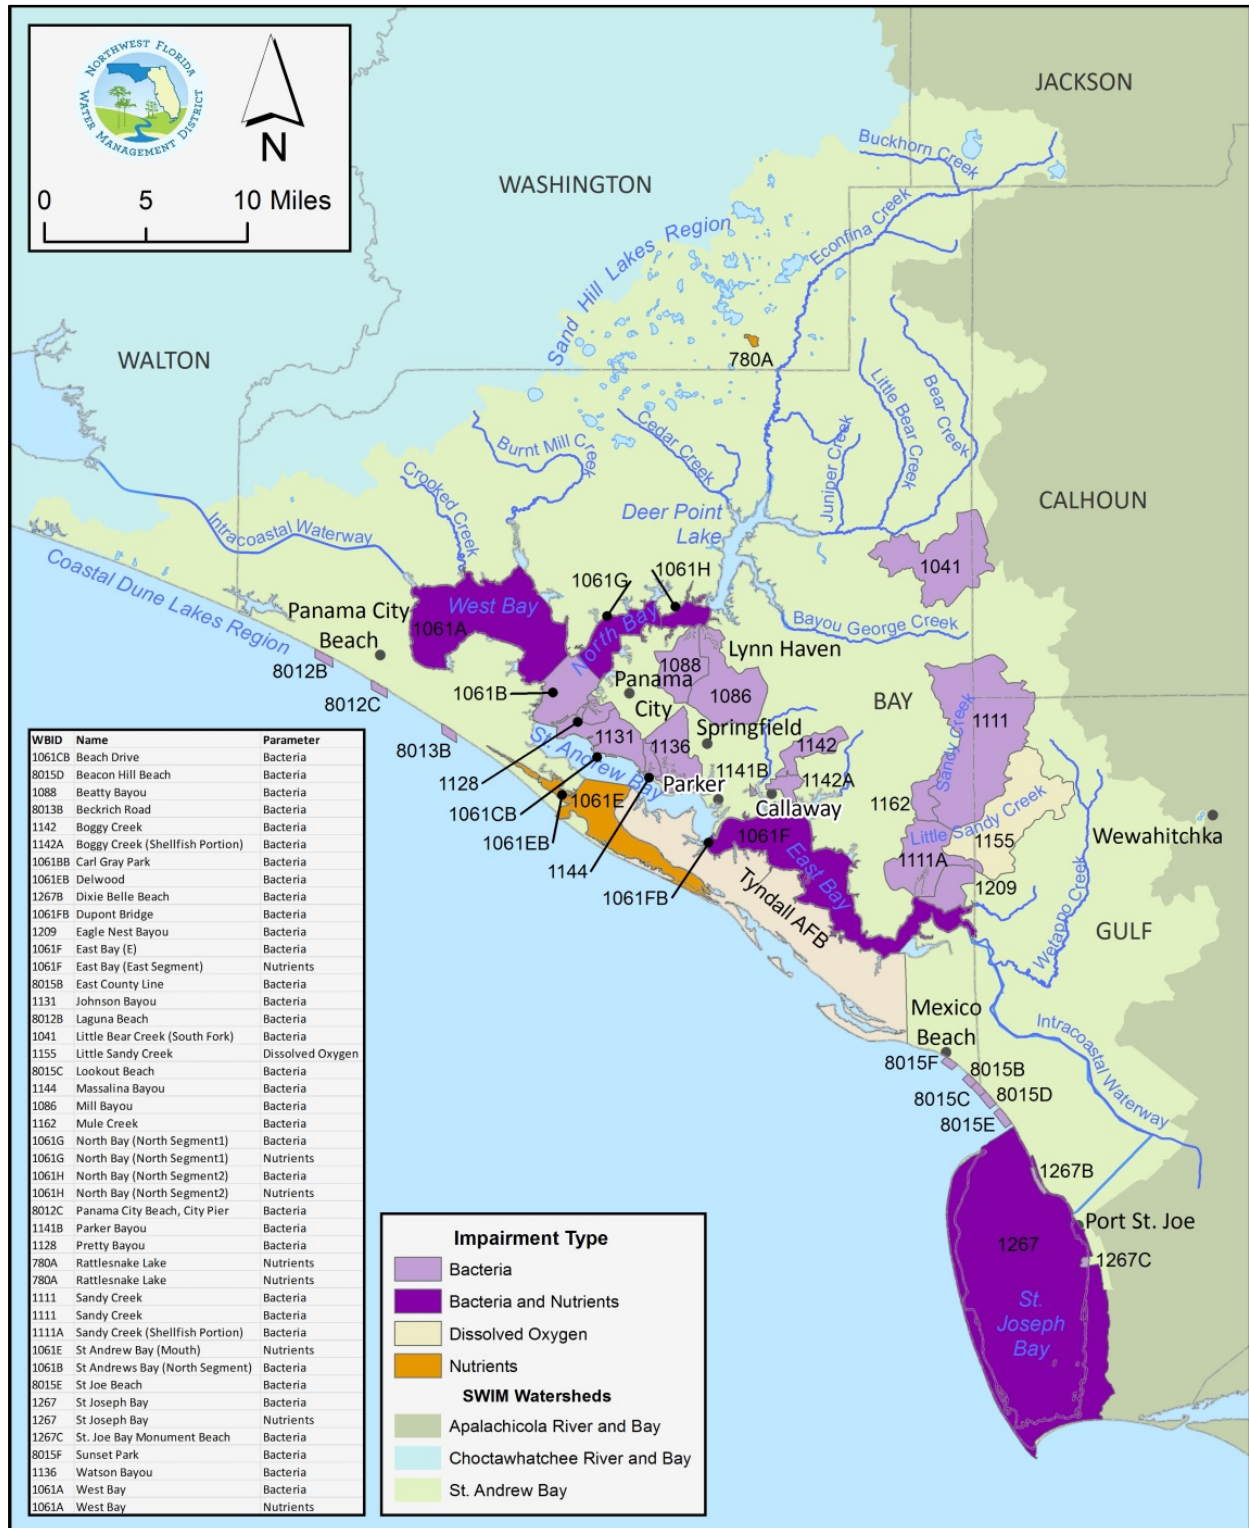 NORTHWEST FLORIDA
WATER MANAGEMENT DISTRICT
N
0 5 10 Miles
JACKSON
WASHINGTON
WALTON
CALHOUN
BAY
GULF
Buckhorn Creek
Econfina Creek
Sand Hill Lakes Region
780A
Bear Creek
Little Bear Creek
Juniper Creek
Cedar Creek
Burnt Mill Creek
Crooked Creek
Intracoastal Waterway
Deer Point
Lake
Coastal Dune Lakes Region
1041
1061G
1061H
West Bay
1061A
North Bay
Bayou George Creek
Panama City
Beach
Lynn Haven
8012B
8012C
8013B
1061B
1088
1086
Panama
City
Springfield
1111
Sandy Creek
St. Andrew Bay
1131
1136
1128
1142
1141B
1142A
Parker
Callaway
1061CB
1061E
1061EB
1144
1061F
1061FB
East Bay
Tyndall AFB
1162
Little Sandy Creek
1155
1111A
1209
Wewahitchka
Wetappo Creek
Mexico
Beach
Intracoastal Waterway
8015F
8015B
8015C
8015D
8015E
1267B
Port St. Joe
1267
1267C
St.
Joseph
Bay
WBID Name Parameter
1061CB Beach Drive Bacteria
8015D Beacon Hill Beach Bacteria
1088 Beatty Bayou Bacteria
8013B Beckrich Road Bacteria
1142 Boggy Creek Bacteria
1142A Boggy Creek (Shellfish Portion) Bacteria
1061BB Carl Gray Park Bacteria
1061EB Delwood Bacteria
1267B Dixie Belle Beach Bacteria
1061FB Dupont Bridge Bacteria
1209 Eagle Nest Bayou Bacteria
1061F East Bay (E) Bacteria
1061F East Bay (East Segment) Nutrients
8015B East County Line Bacteria
1131 Johnson Bayou Bacteria
8012B Laguna Beach Bacteria
1041 Little Bear Creek (South Fork) Bacteria
1155 Little Sandy Creek Dissolved Oxygen
8015C Lookout Beach Bacteria
1144 Massalina Bayou Bacteria
1086 Mill Bayou Bacteria
1162 Mule Creek Bacteria
1061G North Bay (North Segment1) Bacteria
1061G North Bay (North Segment1) Nutrients
1061H North Bay (North Segment2) Bacteria
1061H North Bay (North Segment2) Nutrients
8012C Panama City Beach, City Pier Bacteria
1141B Parker Bayou Bacteria
1128 Pretty Bayou Bacteria
780A Rattlesnake Lake Nutrients
780A Rattlesnake Lake Nutrients
1111 Sandy Creek Bacteria
1111 Sandy Creek Bacteria
1111A Sandy Creek (Shellfish Portion) Bacteria
1061E St Andrew Bay (Mouth) Nutrients
1061B St Andrews Bay (North Segment) Bacteria
8015E St Joe Beach Bacteria
1267 St Joseph Bay Bacteria
1267 St Joseph Bay Nutrients
1267C St. Joe Bay Monument Beach Bacteria
8015F Sunset Park Bacteria
1136 Watson Bayou Bacteria
1061A West Bay Bacteria
1061A West Bay Nutrients
Impairment Type
Bacteria
Bacteria and Nutrients
Dissolved Oxygen
Nutrients
SWIM Watersheds
Apalachicola River and Bay
Choctawhatchee River and Bay
St. Andrew Bay